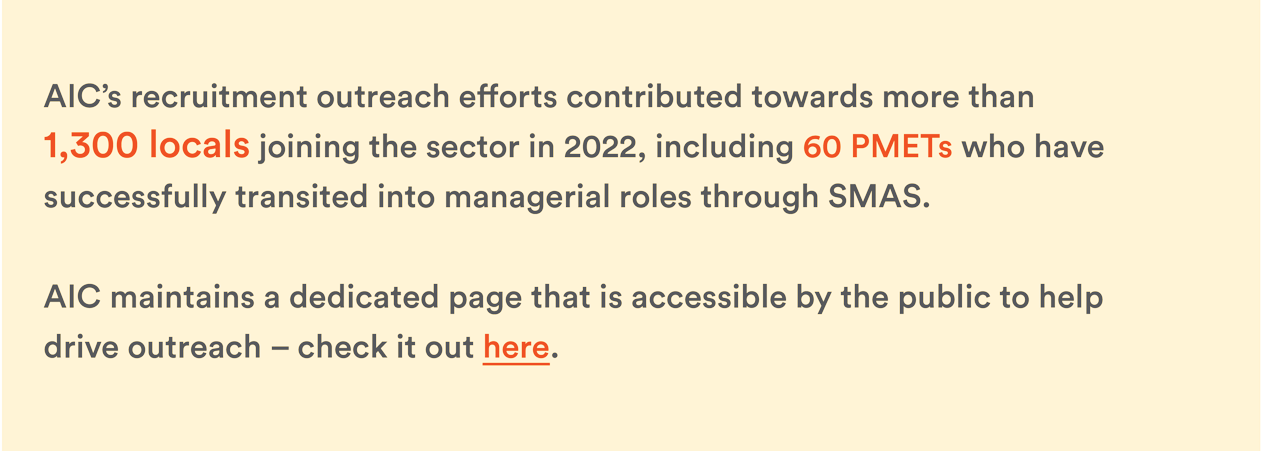 AIC’s recruitment outreach efforts contributed towards more than
1,300 locals joining the sector in 2022, including 60 PMETs who have
successfully transited into managerial roles through SMAS.
AIC maintains a dedicated page that is accessible by the public to help
drive outreach – check it out here.